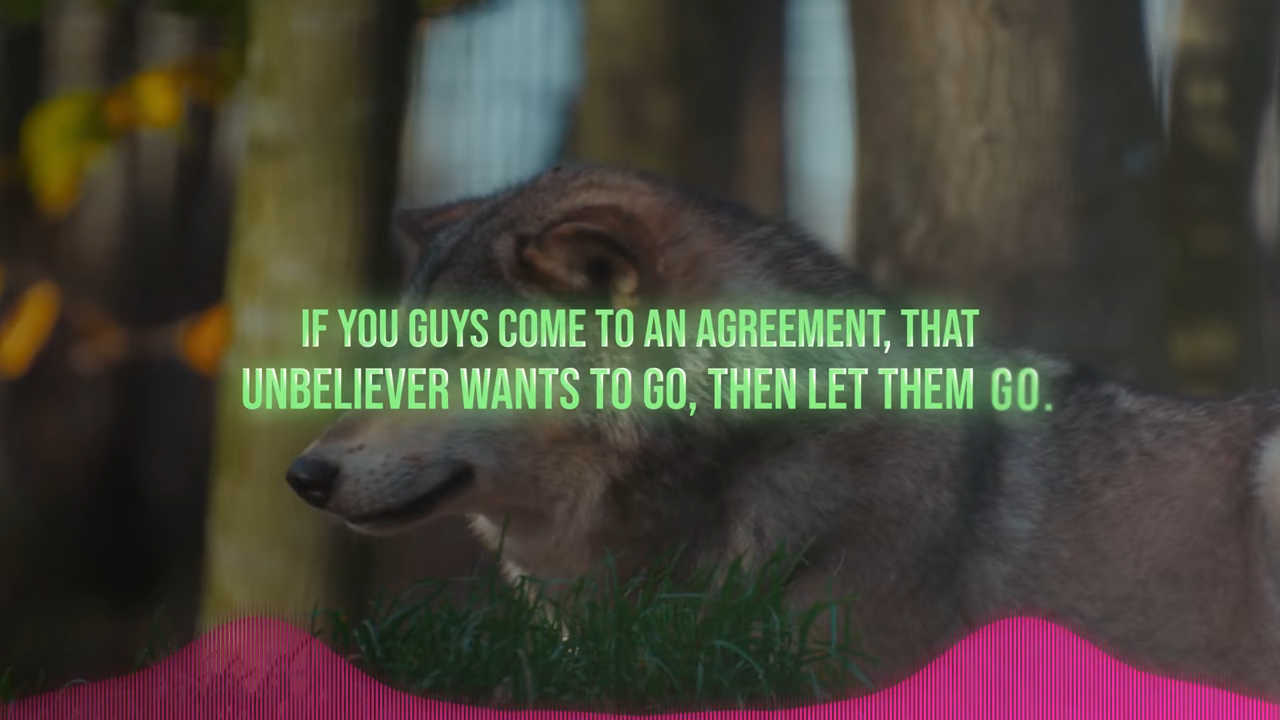 IF YOU GUYS COME TO AN AGREEMENT, THAT
UNBELIEVER WANTS TO GO, THEN LET THEM GO.